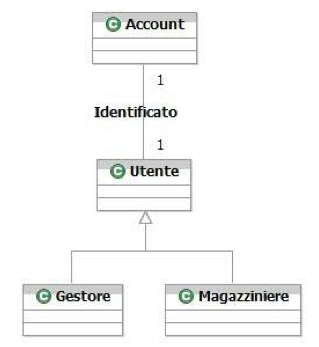 C Account
1
Identificato
1
C Utente
C Gestore
C Magazziniere